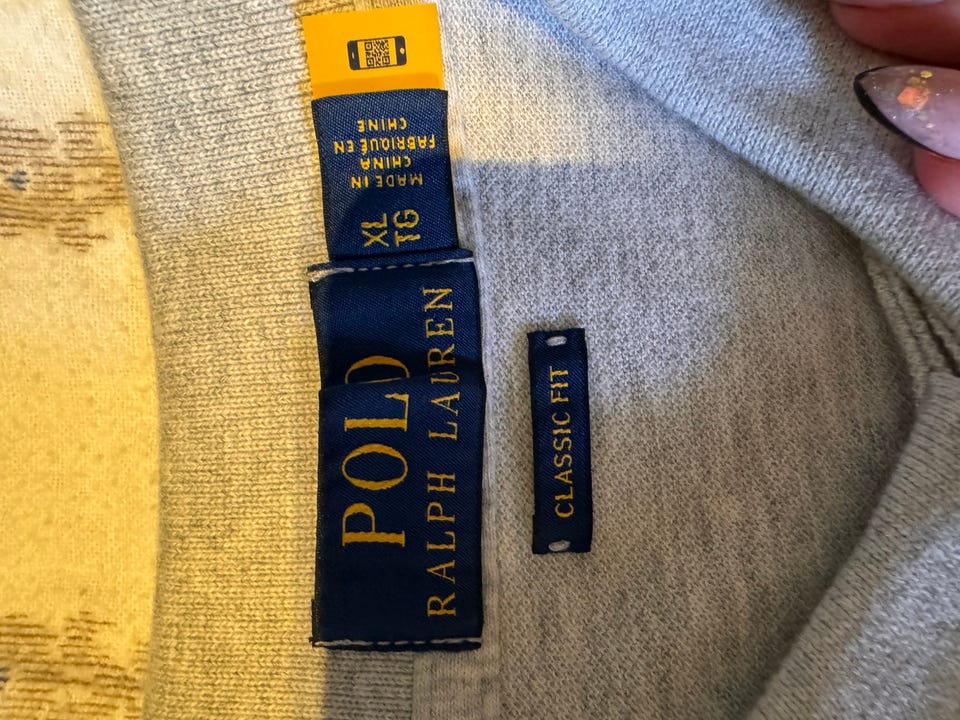 POLO
RALPH LAUREN
XL
TG
MADE IN
CHINA
FABRIQUÉ EN
CHINE
CLASSIC FIT